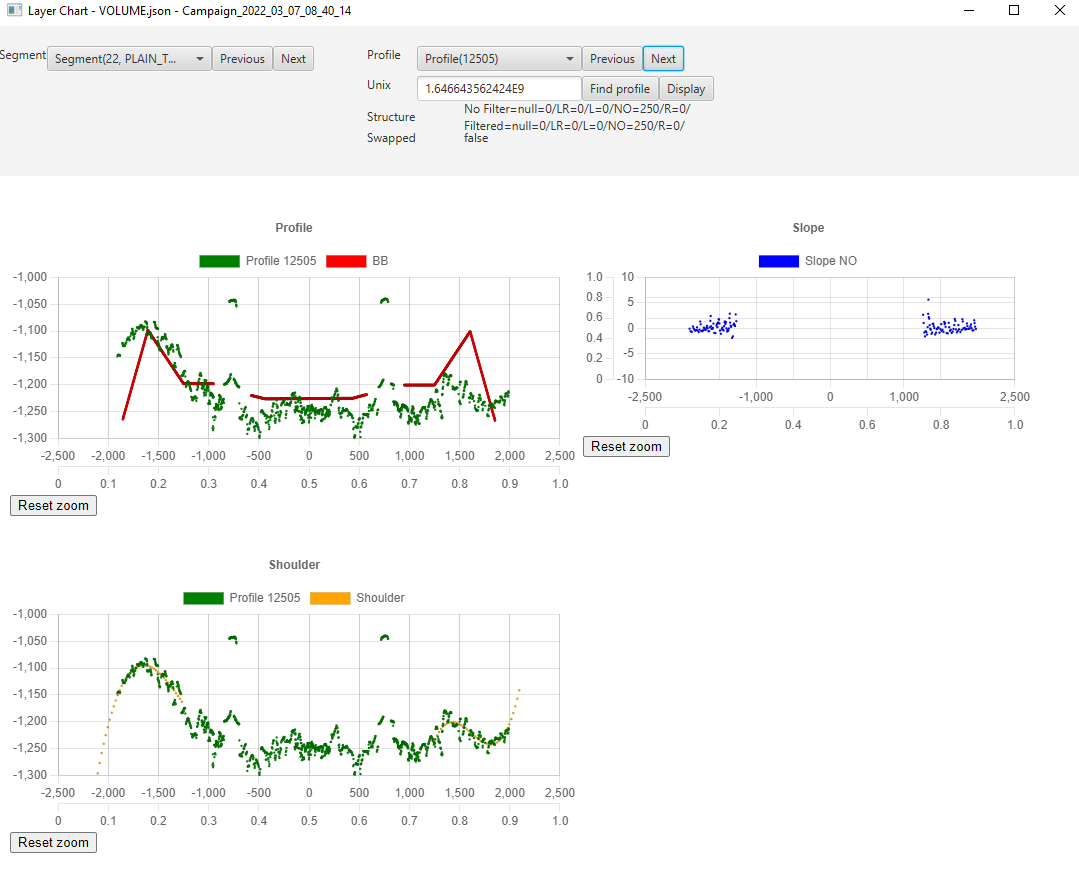 Layer Chart - VOLUME.json - Campaign_2022_03_07_08_40_14
Segment Segment(22, PLAIN_T... Previous Next
Profile Profile(12505) Previous Next
Unix 1.646643562424E9 Find profile Display
Structure No Filter=null=0/LR=0/L=0/NO=250/R=0/
Filtered=null=0/LR=0/L=0/NO=250/R=0/
Swapped false
Profile
Profile 12505 BB
-1,000
-1,050
-1,100
-1,150
-1,200
-1,250
-1,300
-2,500 -2,000 -1,500 -1,000 -500 0 500 1,000 1,500 2,000 2,500
0 0.1 0.2 0.3 0.4 0.5 0.6 0.7 0.8 0.9 1.0
Reset zoom
Slope
Slope NO
1.0 10
0.8 5
0.6 0
0.4 -5
0.2 -10
0
-2,500 -1,000 0 1,000 2,500
0 0.2 0.4 0.6 0.8 1.0
Reset zoom
Shoulder
Profile 12505 Shoulder
-1,000
-1,050
-1,100
-1,150
-1,200
-1,250
-1,300
-2,500 -2,000 -1,500 -1,000 -500 0 500 1,000 1,500 2,000 2,500
0 0.1 0.2 0.3 0.4 0.5 0.6 0.7 0.8 0.9 1.0
Reset zoom